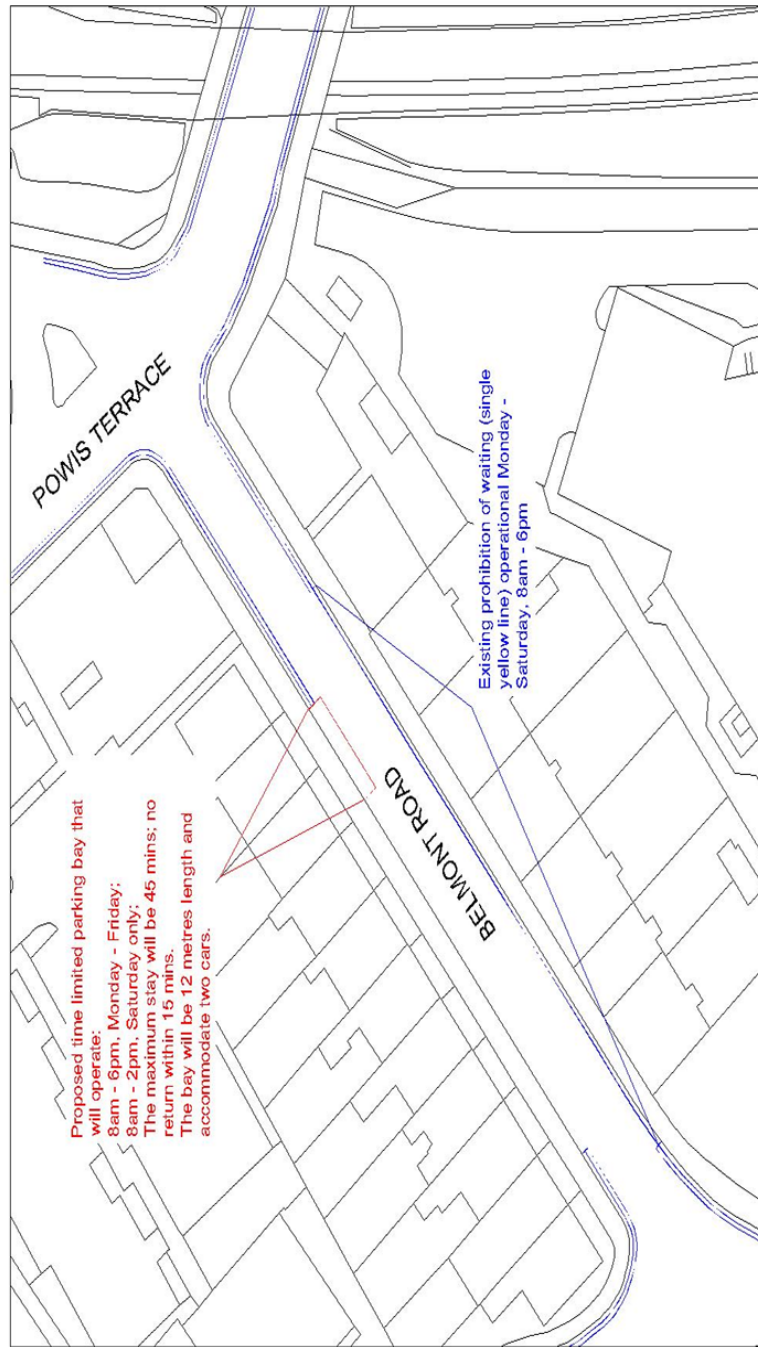 Proposed time limited parking bay that
will operate:
8am - 6pm, Monday - Friday;
8am - 2pm, Saturday only;
The maximum stay will be 45 mins; no
return within 15 mins.
The bay will be 12 metres length and
accommodate two cars.
POWIS TERRACE
BELMONT ROAD
Existing prohibition of waiting (single
yellow line) operational Monday -
Saturday, 8am - 6pm